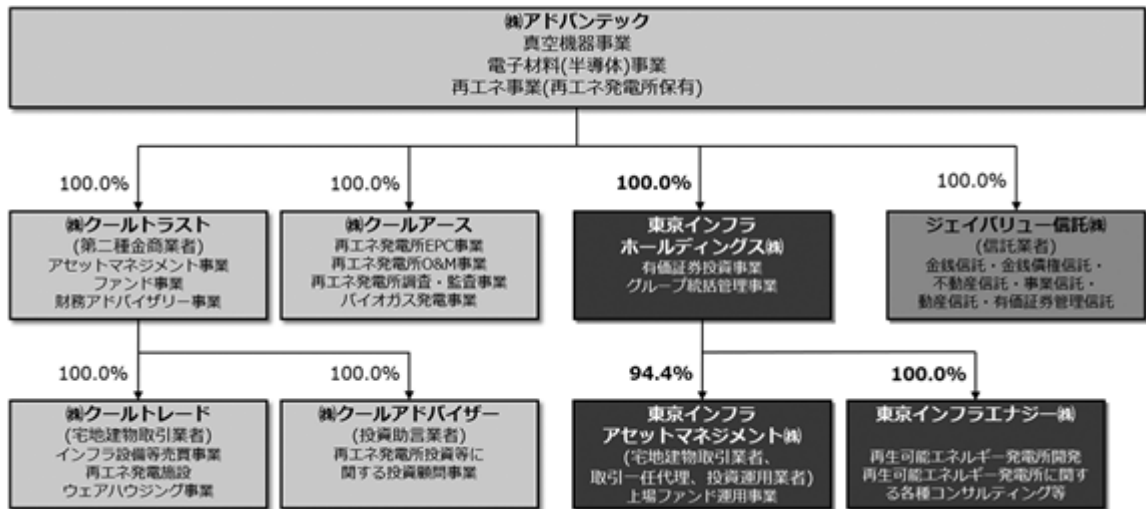 ㈱アドバンテック
真空機器事業
電子材料(半導体)事業
再エネ事業(再エネ発電所保有)
100.0%
100.0%
100.0%
100.0%
㈱クールトラスト
(第二種金商業者)
アセットマネジメント事業
ファンド事業
財務アドバイザリー事業
㈱クールアース
再エネ発電所EPC事業
再エネ発電所O&M事業
再エネ発電所調査・監査事業
バイオガス発電事業
東京インフラ
ホールディングス㈱
有価証券投資事業
グループ統括管理事業
ジェイバリュー信託㈱
(信託業者)
金銭信託・金銭債権信託・
不動産信託・事業信託・
動産信託・有価証券管理信託
100.0%
100.0%
94.4%
100.0%
㈱クールトレード
(宅地建物取引業者)
インフラ設備等売買事業
再エネ発電施設
ウェアハウジング事業
㈱クールアドバイザー
(投資助言業者)
再エネ発電所投資等に
関する投資顧問事業
東京インフラ
アセットマネジメント㈱
(宅地建物取引業者、
取引一任代理、投資運用業者)
上場ファンド運用事業
東京インフラエナジー㈱
再生可能エネルギー発電所開発
再生可能エネルギー発電所に関す
る各種コンサルティング等